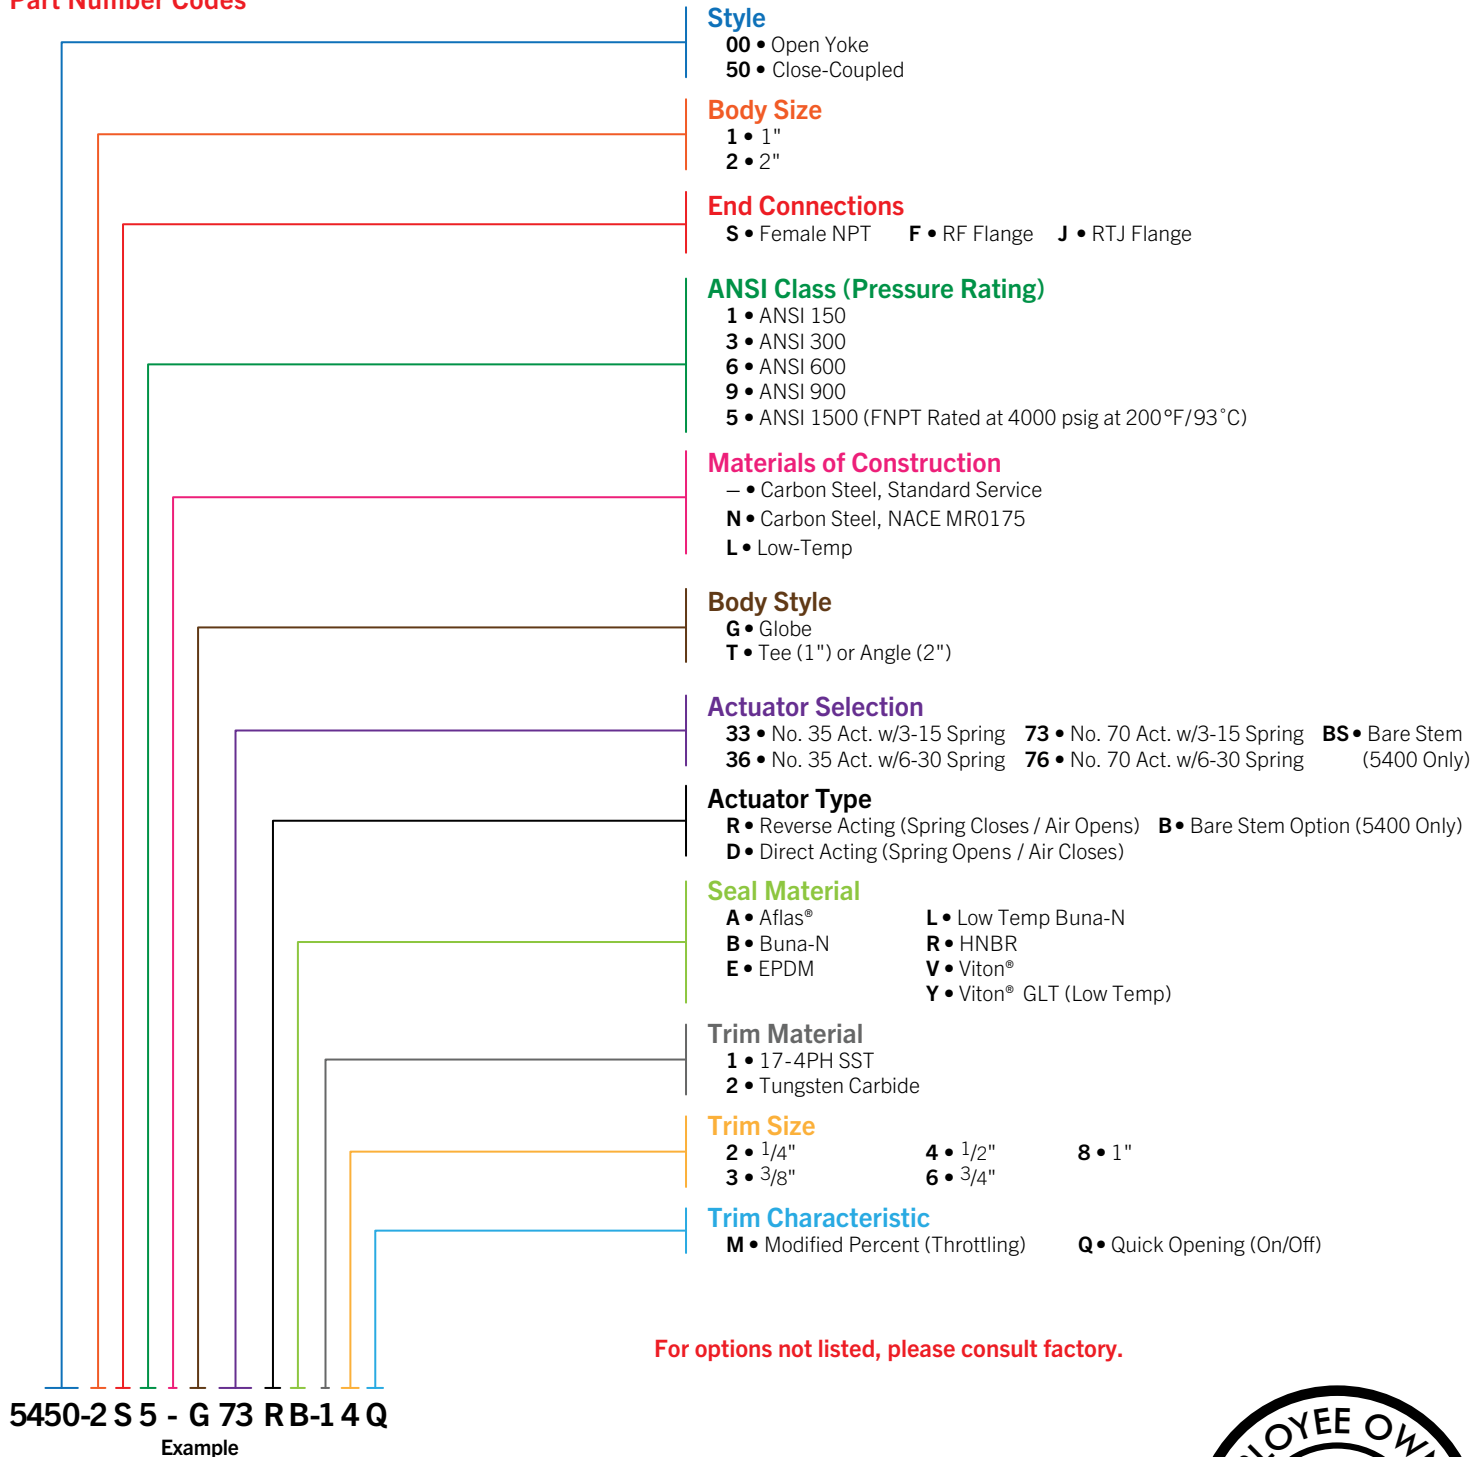 Part Number Codes
Style
00 • Open Yoke
50 • Close-Coupled
Body Size
1 • 1"
2 • 2"
End Connections
S • Female NPT F • RF Flange J • RTJ Flange
ANSI Class (Pressure Rating)
1 • ANSI 150
3 • ANSI 300
6 • ANSI 600
9 • ANSI 900
5 • ANSI 1500 (FNPT Rated at 4000 psig at 200°F/93˚C)
Materials of Construction
– • Carbon Steel, Standard Service
N • Carbon Steel, NACE MR0175
L • Low-Temp
Body Style
G • Globe
T • Tee (1") or Angle (2")
Actuator Selection
33 • No. 35 Act. w/3-15 Spring 73 • No. 70 Act. w/3-15 Spring BS • Bare Stem
36 • No. 35 Act. w/6-30 Spring 76 • No. 70 Act. w/6-30 Spring (5400 Only)
Actuator Type
R • Reverse Acting (Spring Closes / Air Opens) B • Bare Stem Option (5400 Only)
D • Direct Acting (Spring Opens / Air Closes)
Seal Material
A • Aflas® L • Low Temp Buna-N
B • Buna-N R • HNBR
E • EPDM V • Viton®
Y • Viton® GLT (Low Temp)
Trim Material
1 • 17-4PH SST
2 • Tungsten Carbide
Trim Size
2 • 1/4" 4 • 1/2" 8 • 1"
3 • 3/8" 6 • 3/4"
Trim Characteristic
M • Modified Percent (Throttling) Q • Quick Opening (On/Off)
For options not listed, please consult factory.
5450-2 S 5 - G 73 R B-1 4 Q
Example